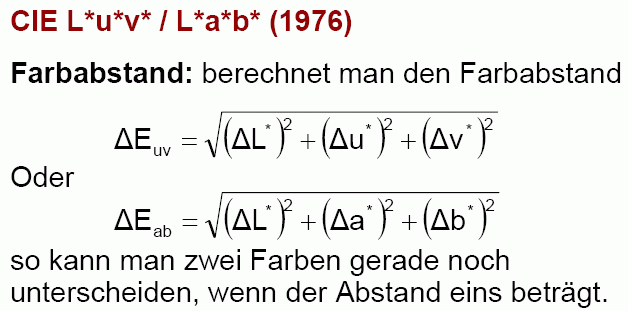 CIE L*u*v* / L*a*b* (1976)
Farbabstand: berechnet man den Farbabstand
ΔE_uv = √((ΔL*)² + (Δu*)² + (Δv*)²)
Oder
ΔE_ab = √((ΔL*)² + (Δa*)² + (Δb*)²)
so kann man zwei Farben gerade noch
unterscheiden, wenn der Abstand eins beträgt.